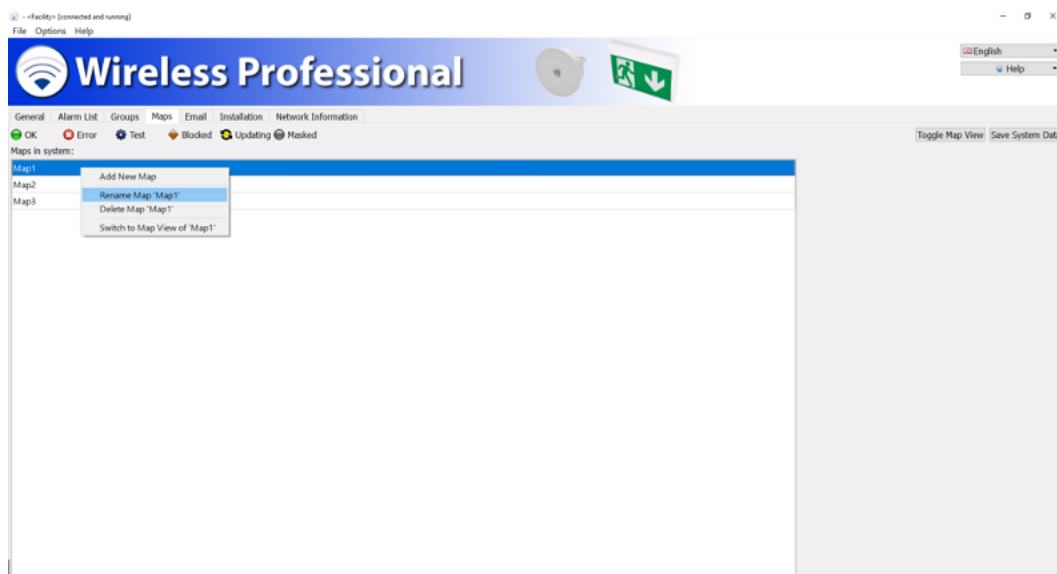 - <Facility> [connected and running]
File Options Help
Wireless Professional
English
Help
General Alarm List Groups Maps Email Installation Network Information
OK Error Test Blocked Updating Masked
Toggle Map View Save System Dat
Maps in system:
Map1
Map2
Map3
Add New Map
Rename Map 'Map1'
Delete Map 'Map1'
Switch to Map View of 'Map1'